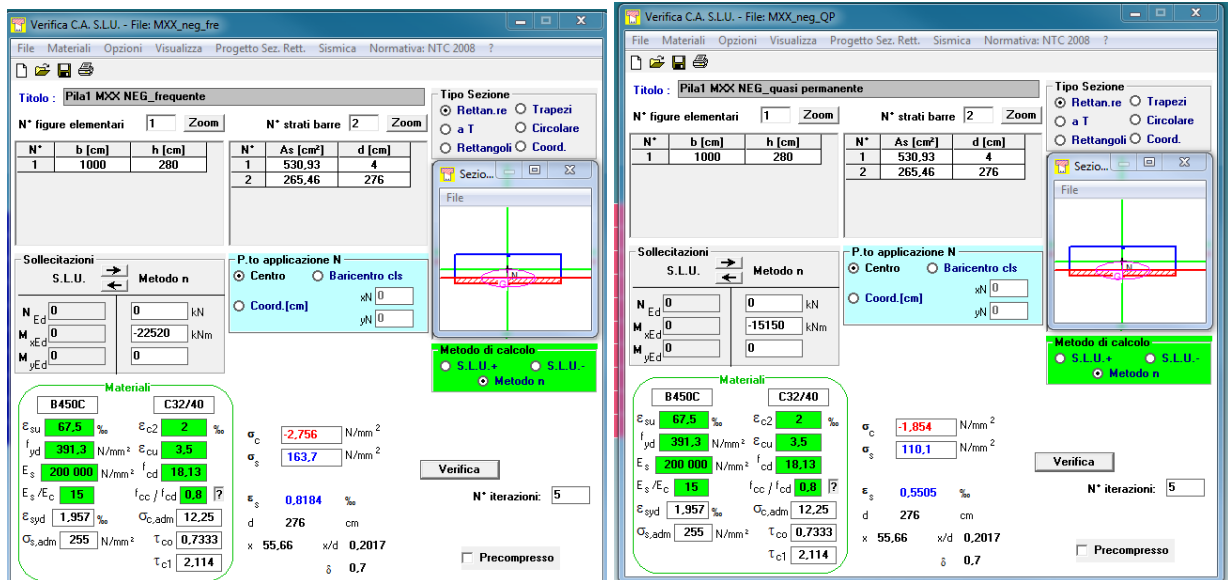 Verifica C.A. S.L.U. - File: MXX_neg_fre
File Materiali Opzioni Visualizza Progetto Sez. Rett. Sismica Normativa: NTC 2008 ?
Titolo : Pila1 MXX NEG_frequente
N° figure elementari 1 Zoom N° strati barre 2 Zoom
N° b [cm] h [cm]
1 1000 280
N° As [cm²] d [cm]
1 530,93 4
2 265,46 276
Tipo Sezione
Rettan.re Trapezi
a T Circolare
Rettangoli Coord.
Sezio...
File
N
G
Sollecitazioni
S.L.U. Metodo n
N Ed 0 0 kN
M xEd 0 -22520 kNm
M yEd 0 0
P.to applicazione N
Centro Baricentro cls
Coord.[cm] xN 0
yN 0
Metodo di calcolo
S.L.U.+ S.L.U.-
Metodo n
Materiali
B450C C32/40
εsu 67,5 ‰ εc2 2 ‰
fyd 391,3 N/mm² εcu 3,5
Es 200 000 N/mm² fcd 18,13
Es/Ec 15 fcc / fcd 0,8 ?
εsyd 1,957 ‰ σc,adm 12,25
σs,adm 255 N/mm² τco 0,7333
τc1 2,114
σc -2,756 N/mm²
σs 163,7 N/mm²
εs 0,8184 ‰
d 276 cm
x 55,66 x/d 0,2017
δ 0,7
Verifica
N° iterazioni: 5
Precompresso
Verifica C.A. S.L.U. - File: MXX_neg_QP
File Materiali Opzioni Visualizza Progetto Sez. Rett. Sismica Normativa: NTC 2008 ?
Titolo : Pila1 MXX NEG_quasi permanente
N° figure elementari 1 Zoom N° strati barre 2 Zoom
N° b [cm] h [cm]
1 1000 280
N° As [cm²] d [cm]
1 530,93 4
2 265,46 276
Tipo Sezione
Rettan.re Trapezi
a T Circolare
Rettangoli Coord.
Sezio...
File
N
G
Sollecitazioni
S.L.U. Metodo n
N Ed 0 0 kN
M xEd 0 -15150 kNm
M yEd 0 0
P.to applicazione N
Centro Baricentro cls
Coord.[cm] xN 0
yN 0
Metodo di calcolo
S.L.U.+ S.L.U.-
Metodo n
Materiali
B450C C32/40
εsu 67,5 ‰ εc2 2 ‰
fyd 391,3 N/mm² εcu 3,5
Es 200 000 N/mm² fcd 18,13
Es/Ec 15 fcc / fcd 0,8 ?
εsyd 1,957 ‰ σc,adm 12,25
σs,adm 255 N/mm² τco 0,7333
τc1 2,114
σc -1,854 N/mm²
σs 110,1 N/mm²
εs 0,5505 ‰
d 276 cm
x 55,66 x/d 0,2017
δ 0,7
Verifica
N° iterazioni: 5
Precompresso